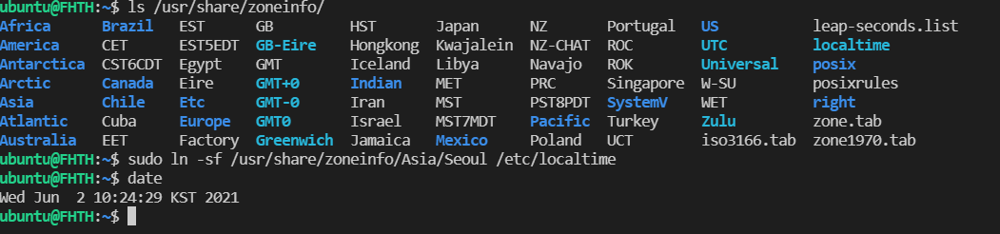 ubuntu@FHTH:~$ ls /usr/share/zoneinfo/
Africa Brazil EST GB HST Japan NZ Portugal US leap-seconds.list
America CET EST5EDT GB-Eire Hongkong Kwajalein NZ-CHAT ROC UTC localtime
Antarctica CST6CDT Egypt GMT Iceland Libya Navajo ROK Universal posix
Arctic Canada Eire GMT+0 Indian MET PRC Singapore W-SU posixrules
Asia Chile Etc GMT-0 Iran MST PST8PDT SystemV WET right
Atlantic Cuba Europe GMT0 Israel MST7MDT Pacific Turkey Zulu zone.tab
Australia EET Factory Greenwich Jamaica Mexico Poland UCT iso3166.tab zone1970.tab
ubuntu@FHTH:~$ sudo ln -sf /usr/share/zoneinfo/Asia/Seoul /etc/localtime
ubuntu@FHTH:~$ date
Wed Jun  2 10:24:29 KST 2021
ubuntu@FHTH:~$